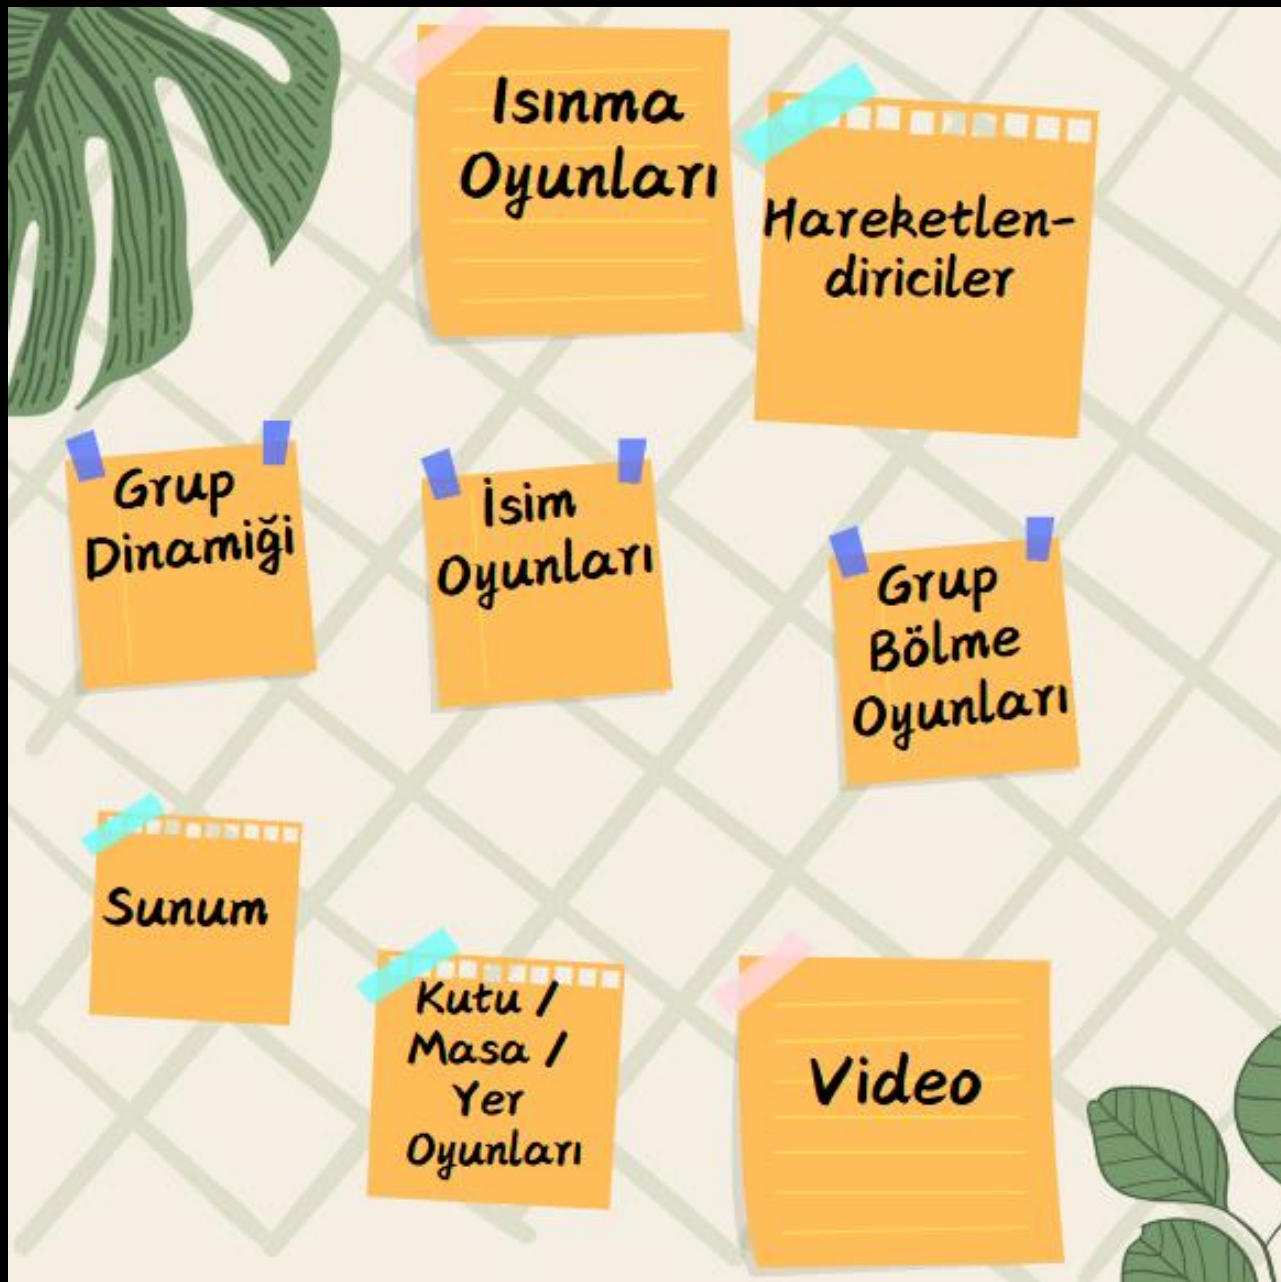 Isınma
Oyunları
Hareketlen-
diriciler
Grup
Dinamiği
İsim
Oyunları
Grup
Bölme
Oyunları
Sunum
Kutu /
Masa /
Yer
Oyunları
Video